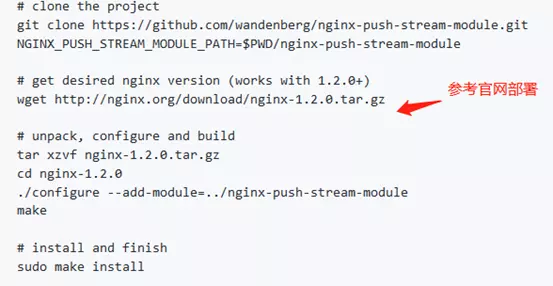 # clone the project
git clone https://github.com/wandenberg/nginx-push-stream-module.git
NGINX_PUSH_STREAM_MODULE_PATH=$PWD/nginx-push-stream-module
# get desired nginx version (works with 1.2.0+)
wget http://nginx.org/download/nginx-1.2.0.tar.gz
参考官网部署
# unpack, configure and build
tar xzvf nginx-1.2.0.tar.gz
cd nginx-1.2.0
./configure --add-module=../nginx-push-stream-module
make
# install and finish
sudo make install